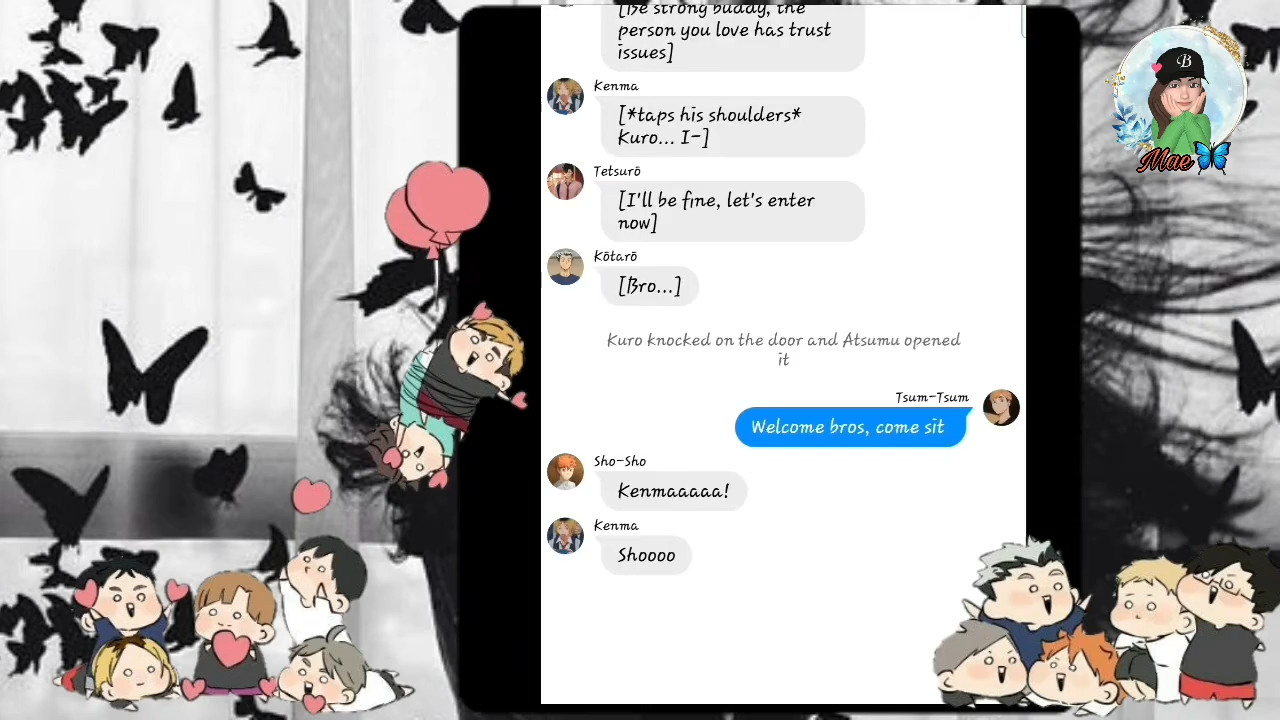 [Be strong buddy, the
person you love has trust
issues]
Kenma
[*taps his shoulders*
Kuro... I-]
Tetsurō
[I'll be fine, let's enter
now]
Kōtarō
[Bro...]
Kuro knocked on the door and Atsumu opened
it
Tsum-Tsum
Welcome bros, come sit
Sho-Sho
Kenmaaaaa!
Kenma
Shoooo
B
Mae